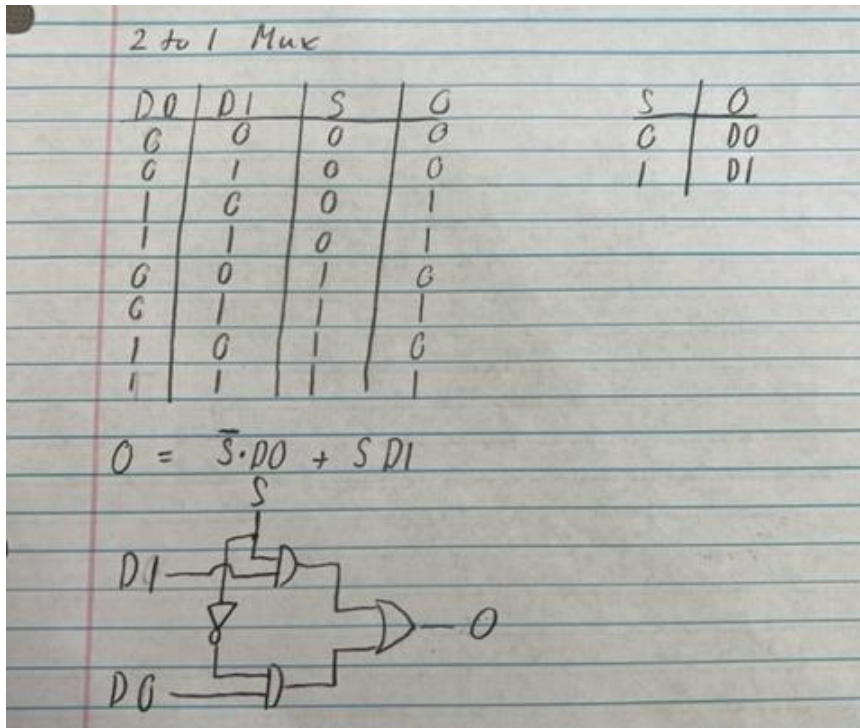 2 to 1 Mux
D0 D1 S O
0 0 0 0
0 1 0 0
1 0 0 1
1 1 0 1
0 0 1 0
0 1 1 1
1 0 1 0
1 1 1 1
S O
0 D0
1 D1
O = S̅·D0 + S D1
S
D1
O
D0